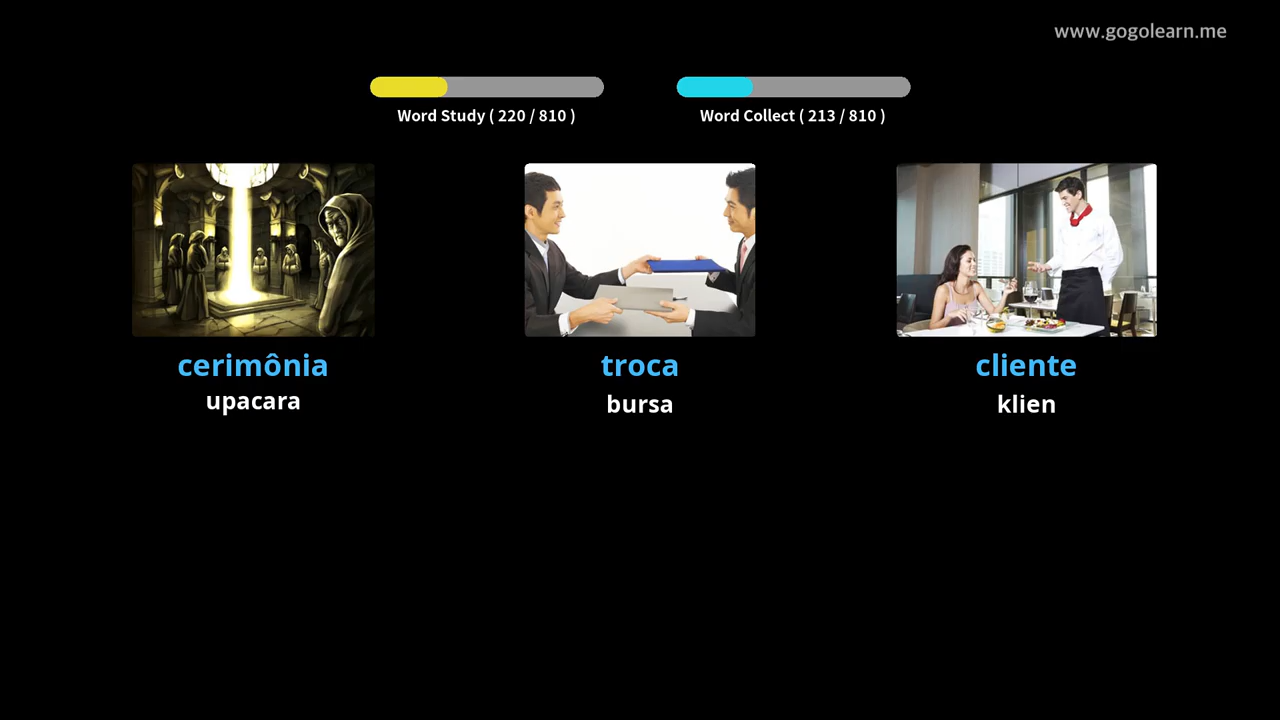 www.gogolearn.me
Word Study ( 220 / 810 )
Word Collect ( 213 / 810 )
cerimônia
upacara
troca
bursa
cliente
klien